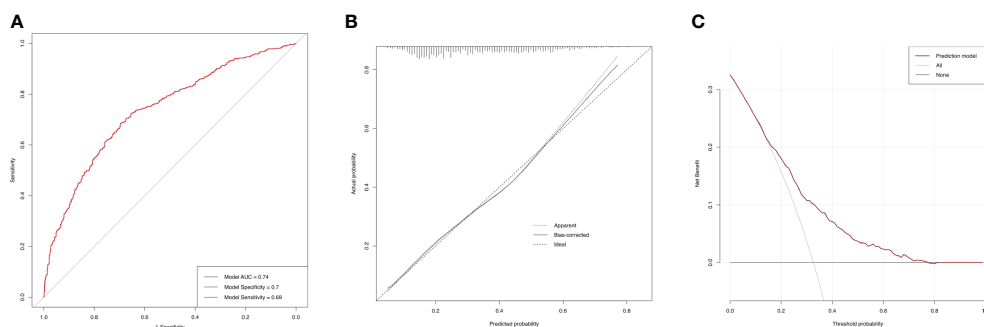 A
1.0
0.8
0.6
0.4
0.2
0.0
Sensitivity
Model AUC = 0.74
Model Specificity = 0.7
Model Sensitivity = 0.69
1.0 0.8 0.6 0.4 0.2 0.0
1-Specificity
B
0.8
0.6
0.4
0.2
Actual probability
Apparent
Bias-corrected
Ideal
0.2 0.4 0.6 0.8
Predicted probability
C
Prediction model
All
None
0.3
0.2
0.1
0.0
Net Benefit
0.0 0.2 0.4 0.6 0.8
Threshold probability